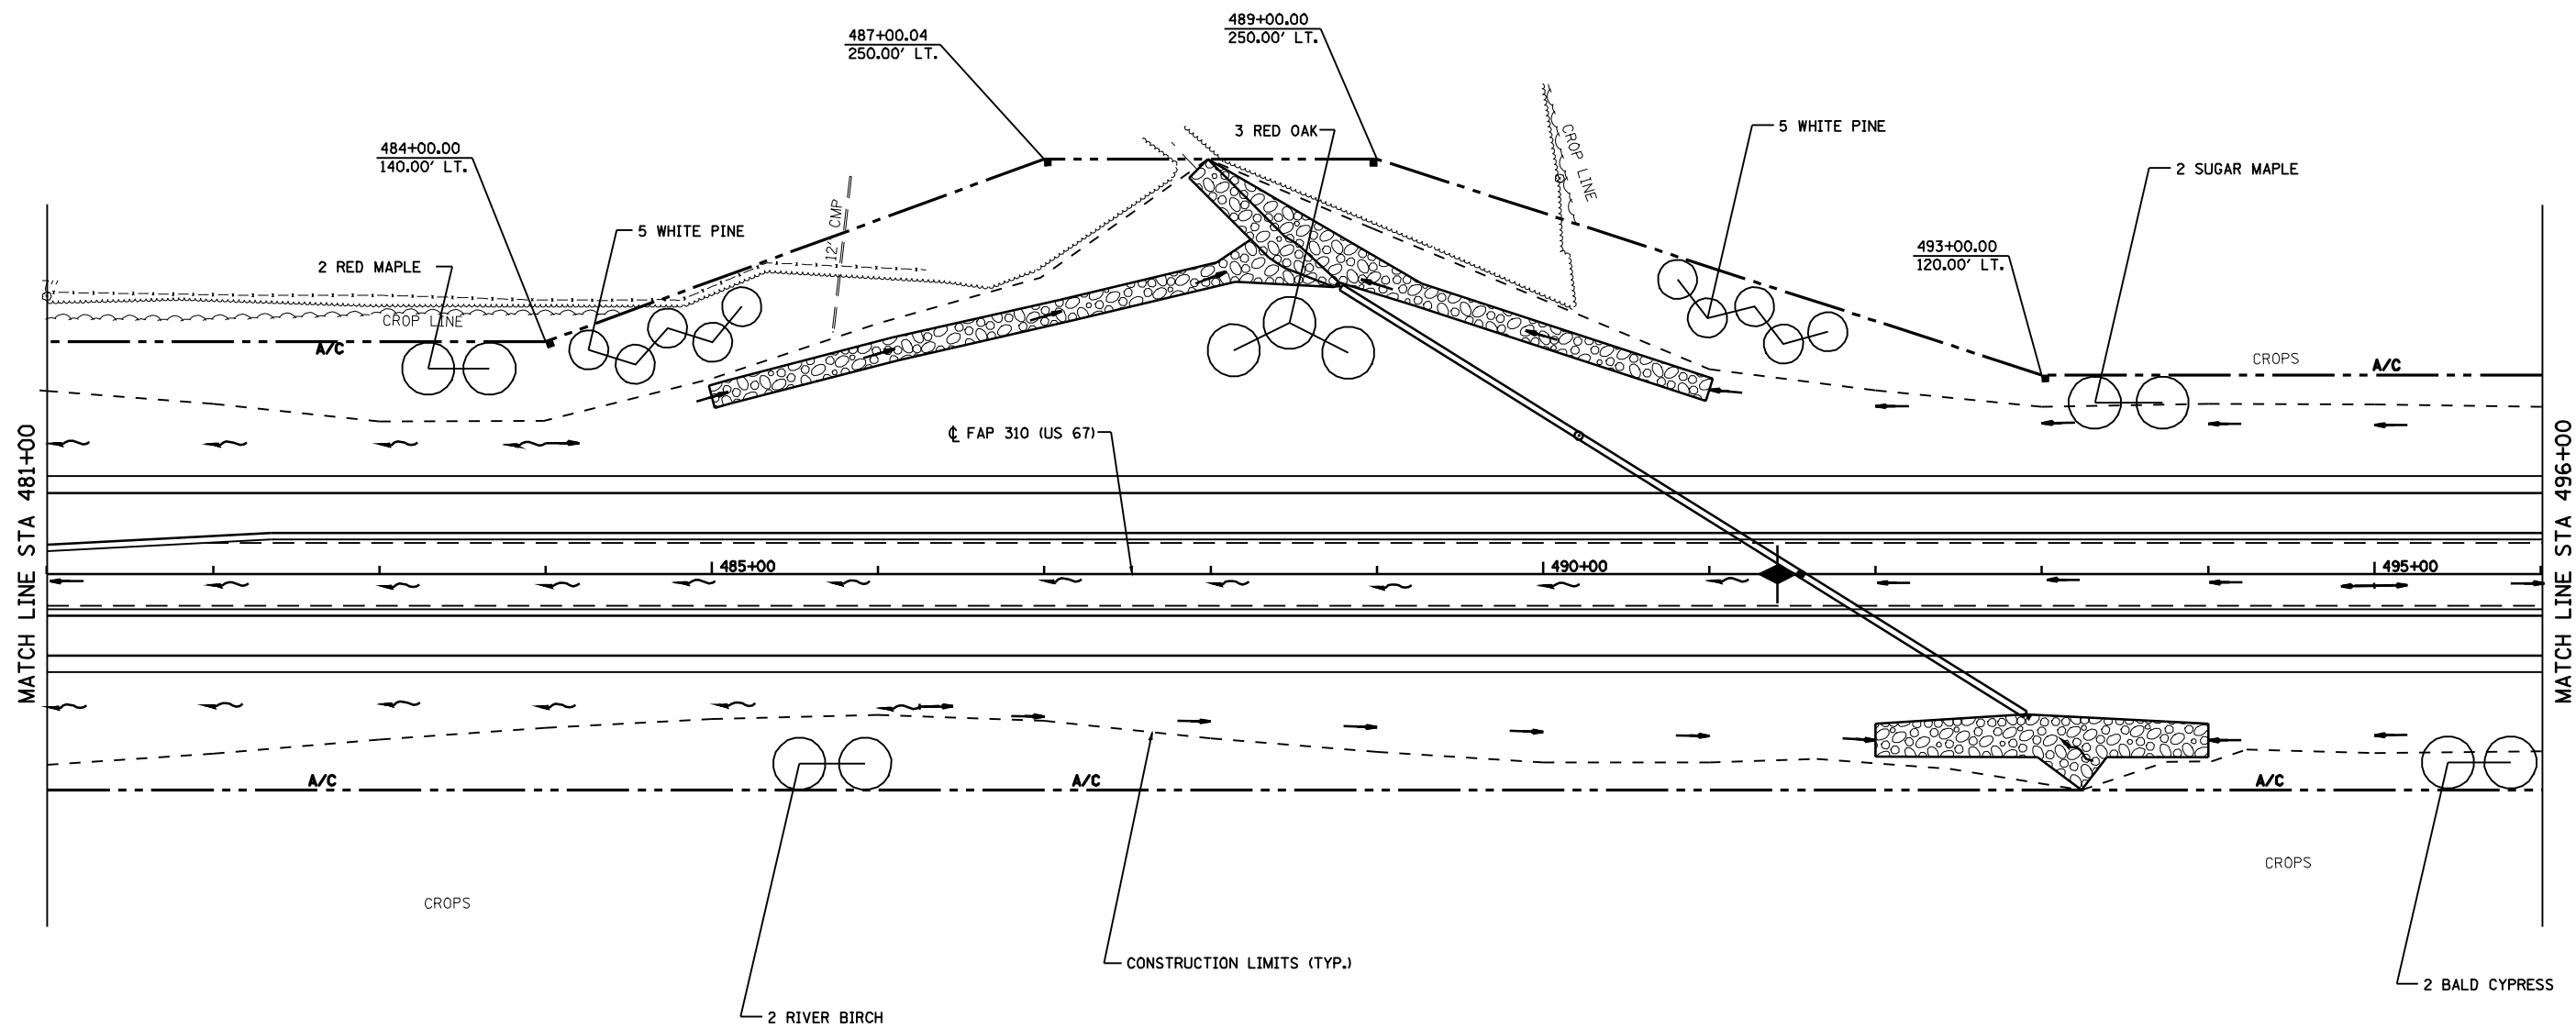 489+00.00
250.00' LT.
487+00.04
250.00' LT.
3 RED OAK
5 WHITE PINE
CROP LINE
484+00.00
140.00' LT.
2 SUGAR MAPLE
12' CMP
5 WHITE PINE
493+00.00
120.00' LT.
2 RED MAPLE
CROP LINE
A/C
CROPS
A/C
℄ FAP 310 (US 67)
MATCH LINE STA 481+00
MATCH LINE STA 496+00
485+00
490+00
495+00
A/C
A/C
A/C
CROPS
CROPS
CONSTRUCTION LIMITS (TYP.)
2 BALD CYPRESS
2 RIVER BIRCH